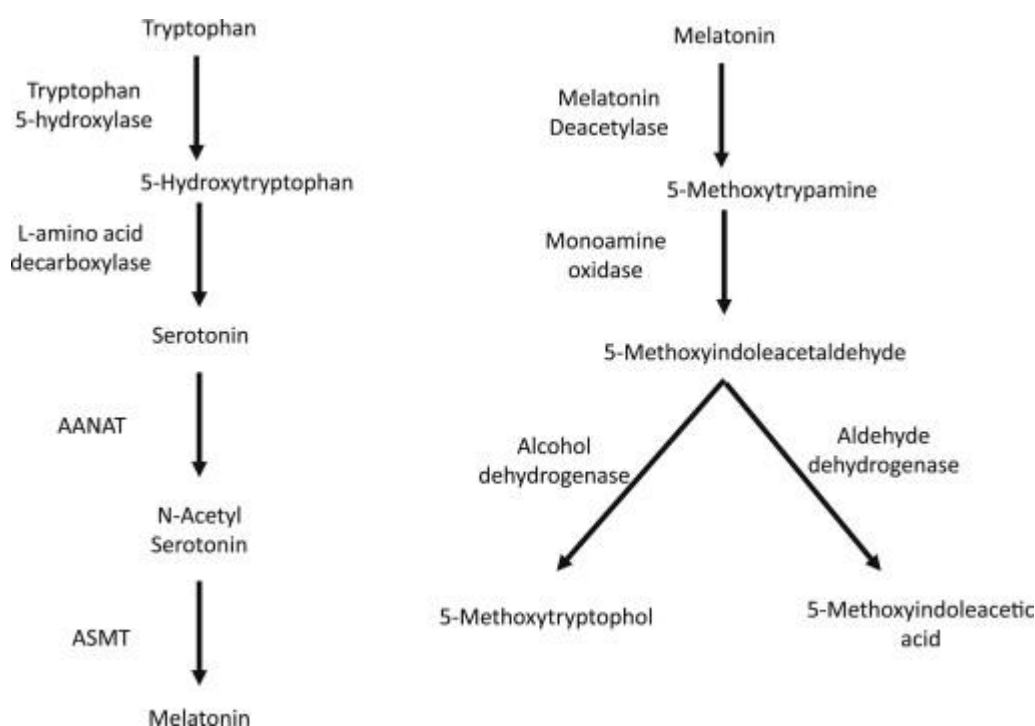 Tryptophan
Tryptophan
5-hydroxylase
5-Hydroxytryptophan
L-amino acid
decarboxylase
Serotonin
AANAT
N-Acetyl
Serotonin
ASMT
Melatonin
Melatonin
Melatonin
Deacetylase
5-Methoxytrypamine
Monoamine
oxidase
5-Methoxyindoleacetaldehyde
Alcohol
dehydrogenase
Aldehyde
dehydrogenase
5-Methoxytryptophol
5-Methoxyindoleacetic
acid